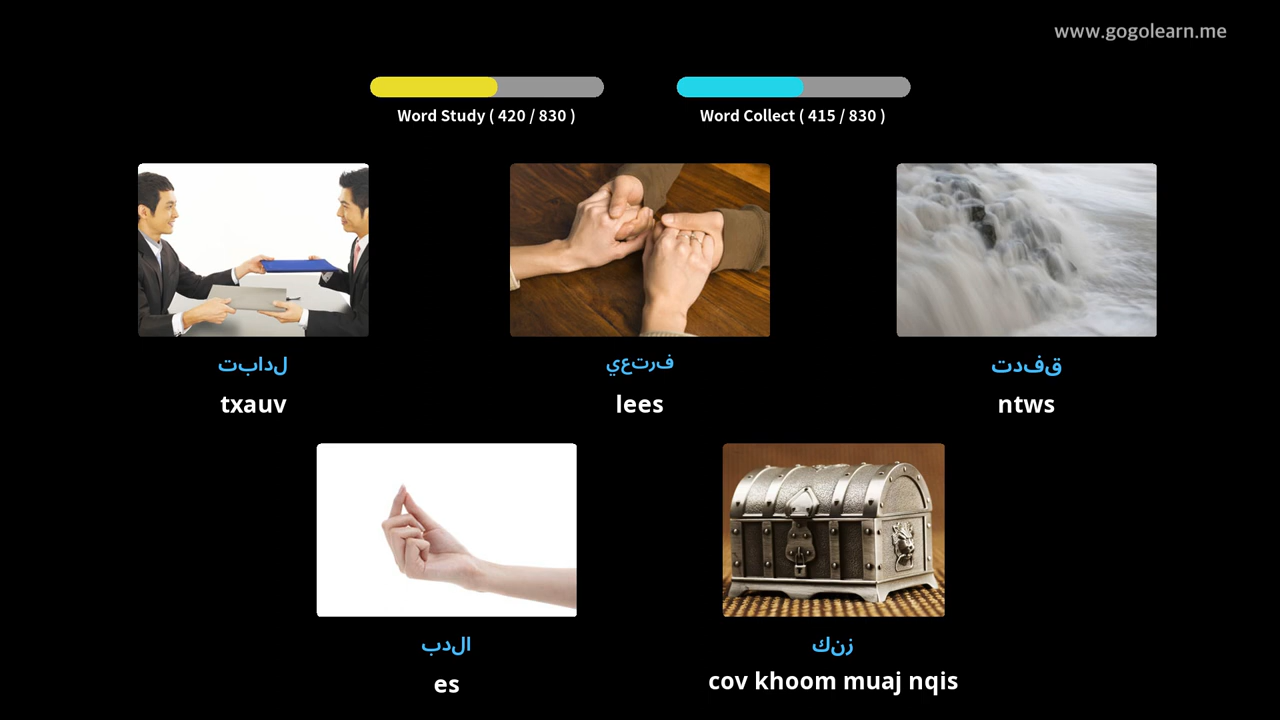 www.gogolearn.me
Word Study ( 420 / 830 )
Word Collect ( 415 / 830 )
لدابت
txauv
فرتعي
lees
قفدت
ntws
الدب
es
زنك
cov khoom muaj nqis